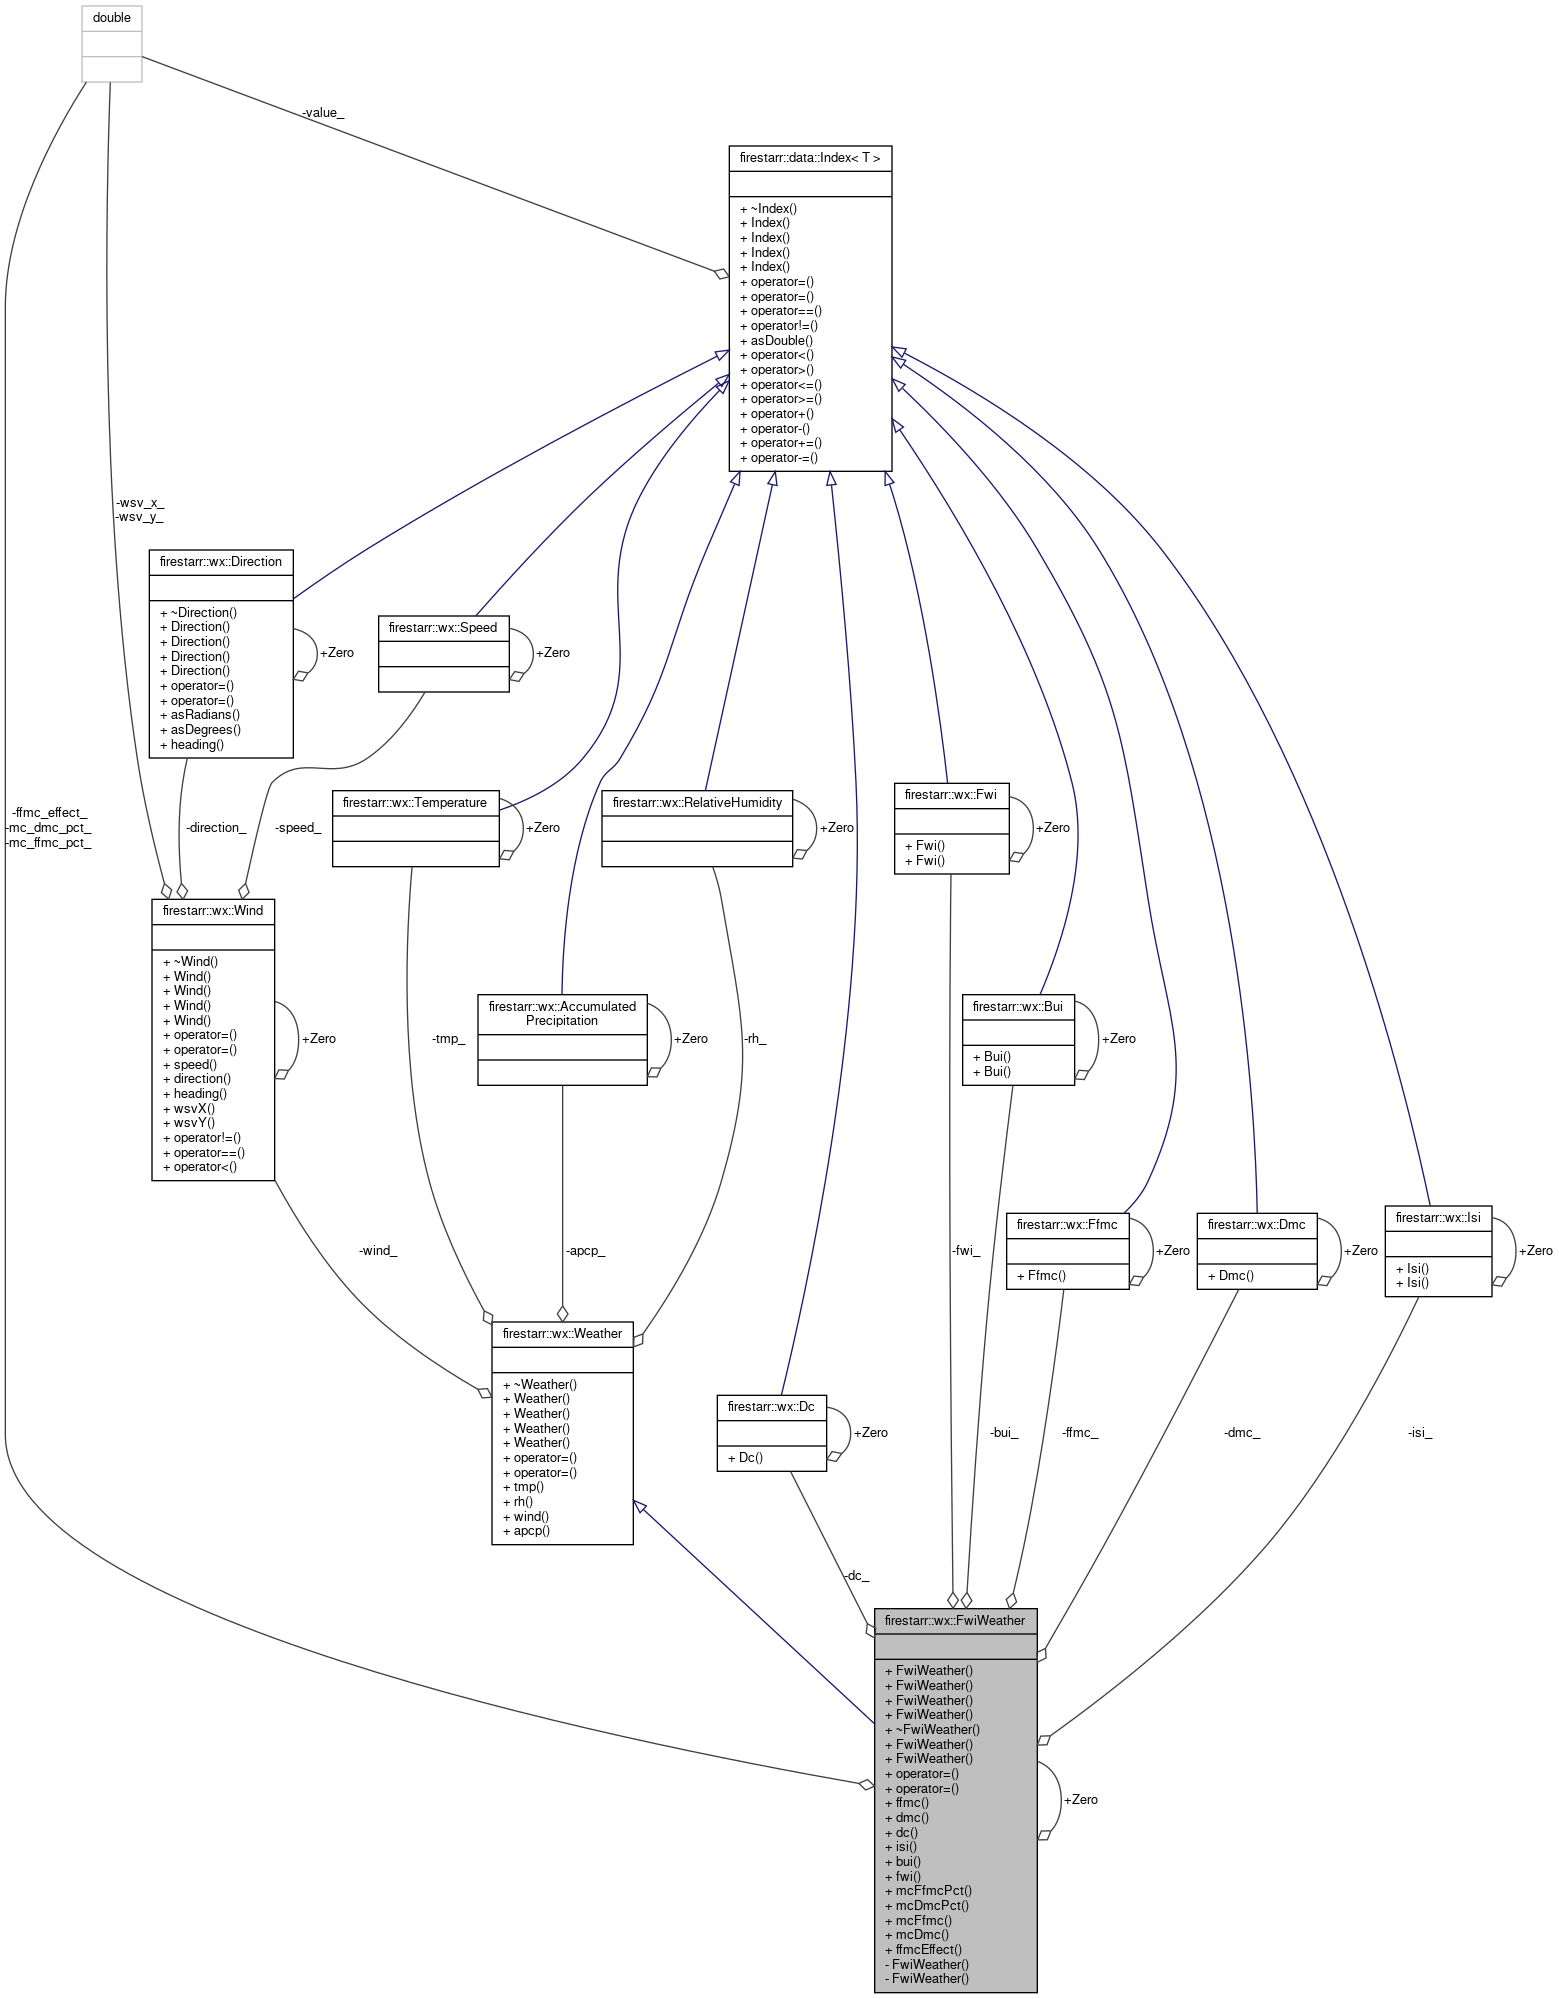 double
-value_
firestarr::data::Index< T >
+ ~Index()
+ Index()
+ Index()
+ Index()
+ Index()
+ operator=()
+ operator=()
+ operator==()
+ operator!=()
+ asDouble()
+ operator<()
+ operator>()
+ operator<=()
+ operator>=()
+ operator+()
+ operator-()
+ operator+=()
+ operator-=()
-wsv_x_
-wsv_y_
firestarr::wx::Direction
+ ~Direction()
+ Direction()
+ Direction()
+ Direction()
+ Direction()
+ operator=()
+ operator=()
+ asRadians()
+ asDegrees()
+ heading()
+Zero
firestarr::wx::Speed
+Zero
-ffmc_effect_
-mc_dmc_pct_
-mc_ffmc_pct_
-direction_
-speed_
firestarr::wx::Temperature
+Zero
firestarr::wx::RelativeHumidity
+Zero
firestarr::wx::Fwi
+ Fwi()
+ Fwi()
+Zero
firestarr::wx::Wind
+ ~Wind()
+ Wind()
+ Wind()
+ Wind()
+ Wind()
+ operator=()
+ operator=()
+ speed()
+ direction()
+ heading()
+ wsvX()
+ wsvY()
+ operator!=()
+ operator==()
+ operator<()
+Zero
-tmp_
firestarr::wx::Accumulated
Precipitation
+Zero
-rh_
firestarr::wx::Bui
+ Bui()
+ Bui()
+Zero
-wind_
-apcp_
-fwi_
firestarr::wx::Ffmc
+ Ffmc()
+Zero
firestarr::wx::Dmc
+ Dmc()
+Zero
firestarr::wx::Isi
+ Isi()
+ Isi()
+Zero
firestarr::wx::Weather
+ ~Weather()
+ Weather()
+ Weather()
+ Weather()
+ Weather()
+ operator=()
+ operator=()
+ tmp()
+ rh()
+ wind()
+ apcp()
firestarr::wx::Dc
+ Dc()
+Zero
-bui_
-ffmc_
-dmc_
-isi_
-dc_
firestarr::wx::FwiWeather
+ FwiWeather()
+ FwiWeather()
+ FwiWeather()
+ FwiWeather()
+ ~FwiWeather()
+ FwiWeather()
+ FwiWeather()
+ operator=()
+ operator=()
+ ffmc()
+ dmc()
+ dc()
+ isi()
+ bui()
+ fwi()
+ mcFfmcPct()
+ mcDmcPct()
+ mcFfmc()
+ mcDmc()
+ ffmcEffect()
- FwiWeather()
- FwiWeather()
+Zero